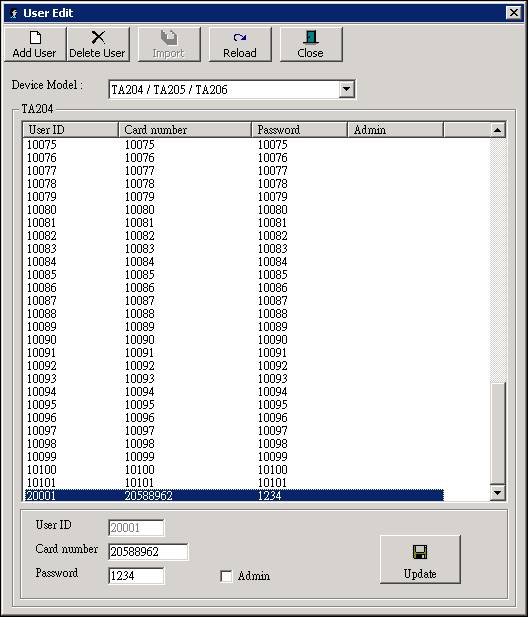 User Edit
Add User Delete User Import Reload Close
Device Model : TA204 / TA205 / TA206
TA204
User ID Card number Password Admin
10075 10075 10075
10076 10076 10076
10077 10077 10077
10078 10078 10078
10079 10079 10079
10080 10080 10080
10081 10081 10081
10082 10082 10082
10083 10083 10083
10084 10084 10084
10085 10085 10085
10086 10086 10086
10087 10087 10087
10088 10088 10088
10089 10089 10089
10090 10090 10090
10091 10091 10091
10092 10092 10092
10093 10093 10093
10094 10094 10094
10095 10095 10095
10096 10096 10096
10097 10097 10097
10098 10098 10098
10099 10099 10099
10100 10100 10100
10101 10101 10101
20001 20588962 1234
User ID 20001
Card number 20588962
Password 1234 Admin
Update